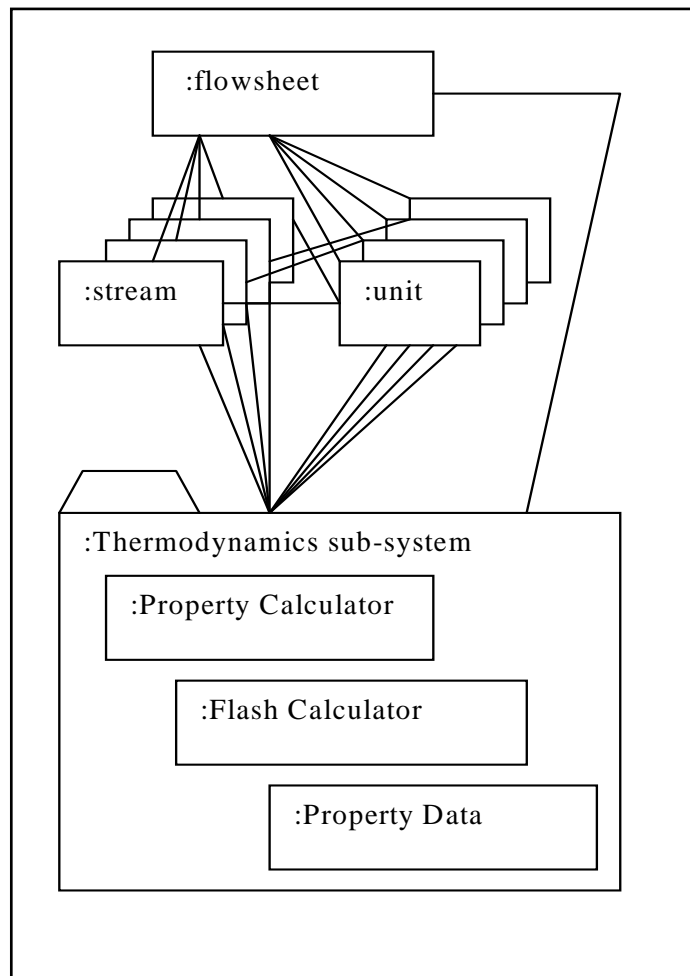 :flowsheet
:stream
:unit
:Thermodynamics sub-system
:Property Calculator
:Flash Calculator
:Property Data